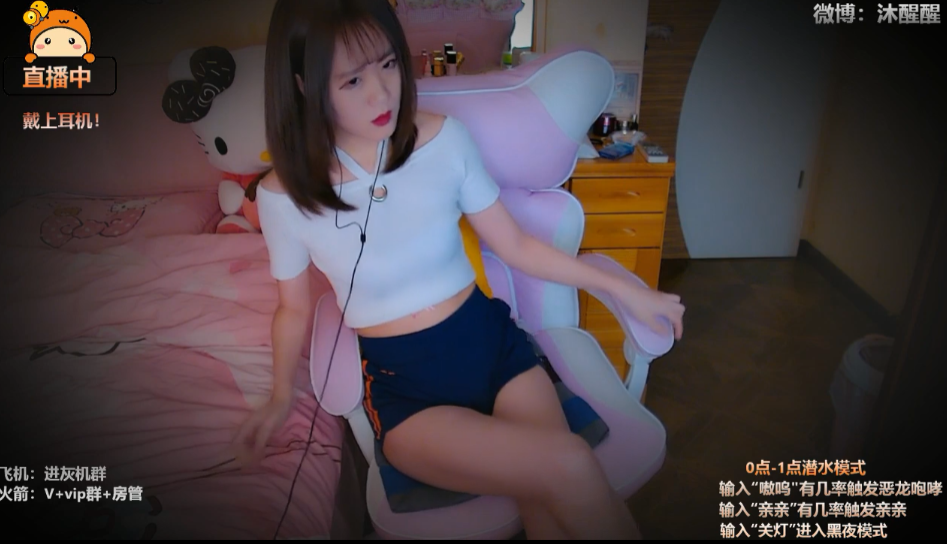 微博：沐醒醒
直播中
戴上耳机！
飞机：进灰机群
火箭：V+vip群+房管
0点-1点潜水模式
输入“嗷呜"有几率触发恶龙咆哮
输入“亲亲”有几率触发亲亲
输入“关灯”进入黑夜模式